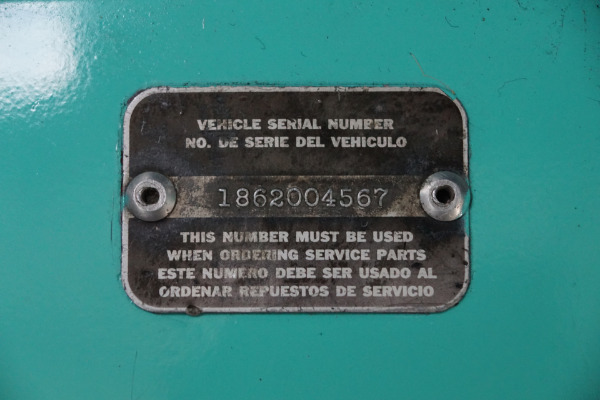 VEHICLE SERIAL NUMBER
NO. DE SERIE DEL VEHICULO
1862004567
THIS NUMBER MUST BE USED
WHEN ORDERING SERVICE PARTS
ESTE NUMERO DEBE SER USADO AL
ORDENAR REPUESTOS DE SERVICIO